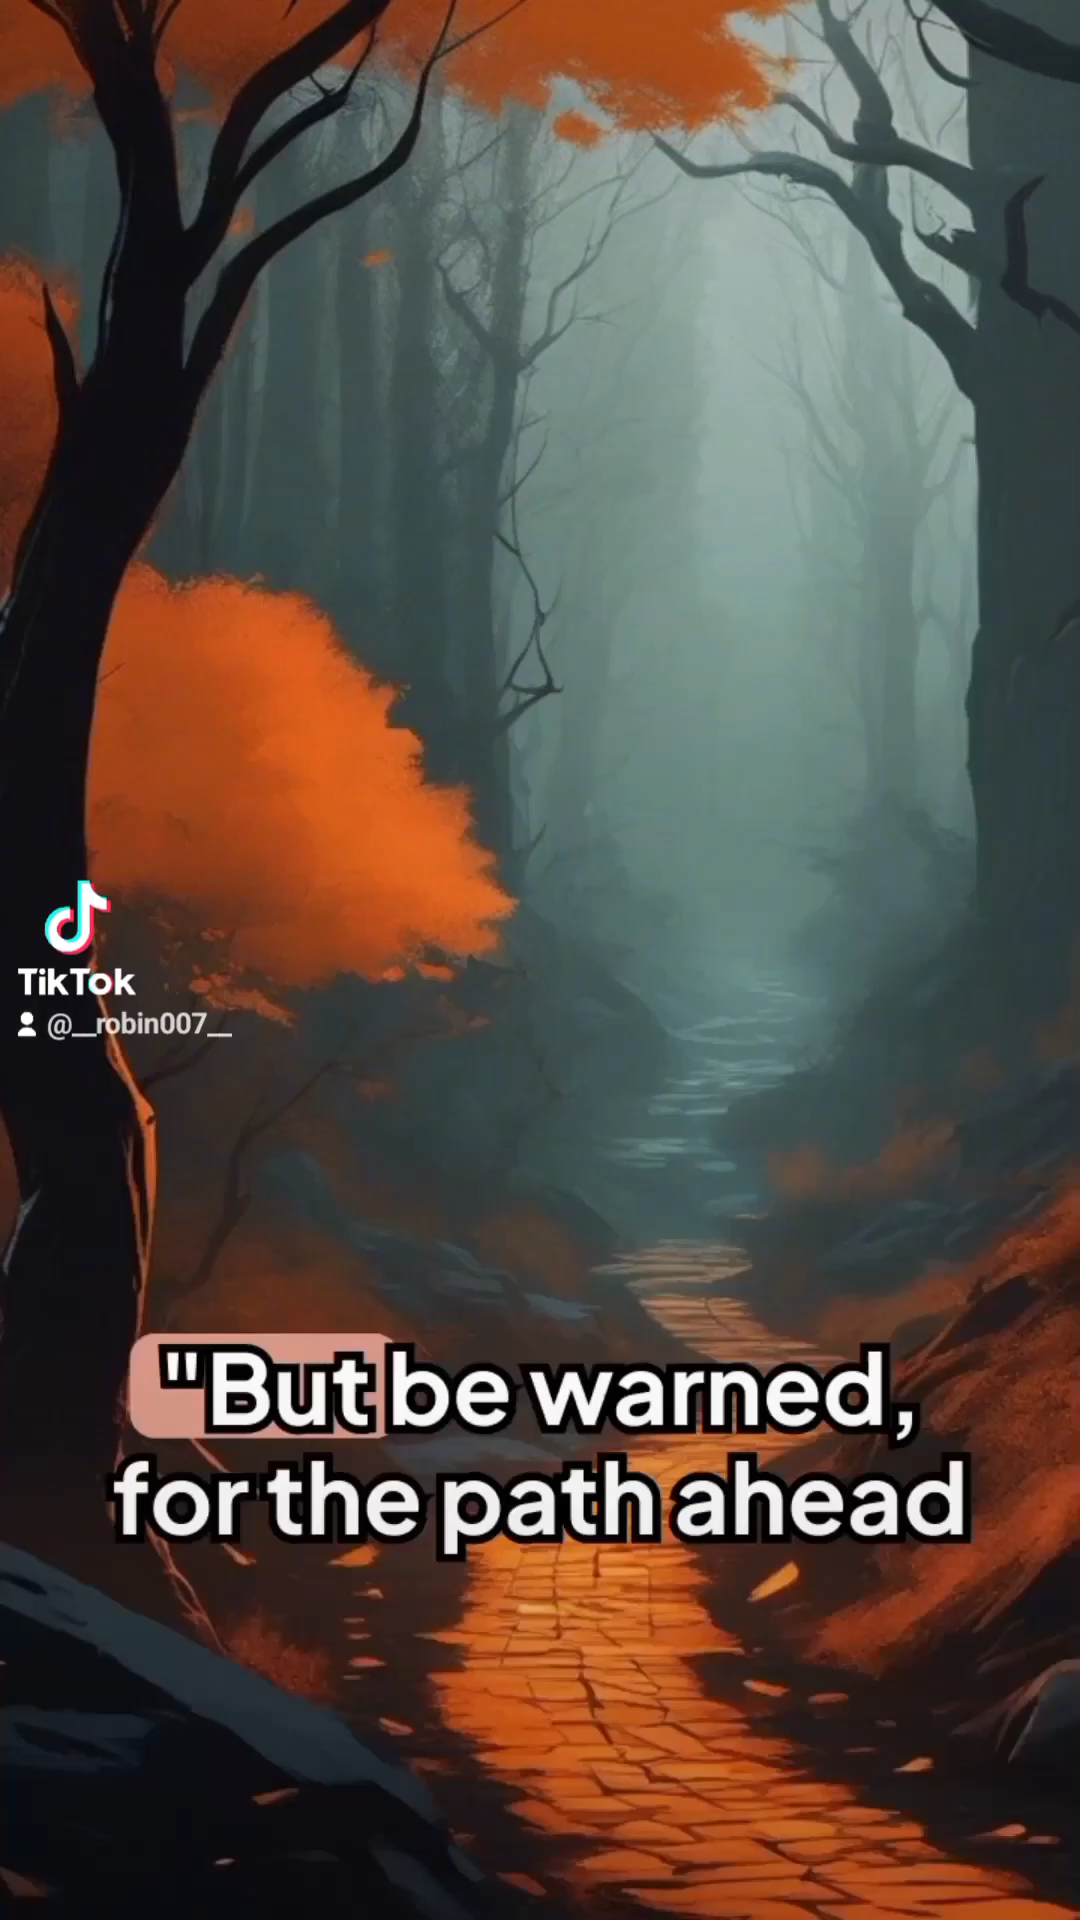 TikTok
@__robin007__
"But be warned,
for the path ahead